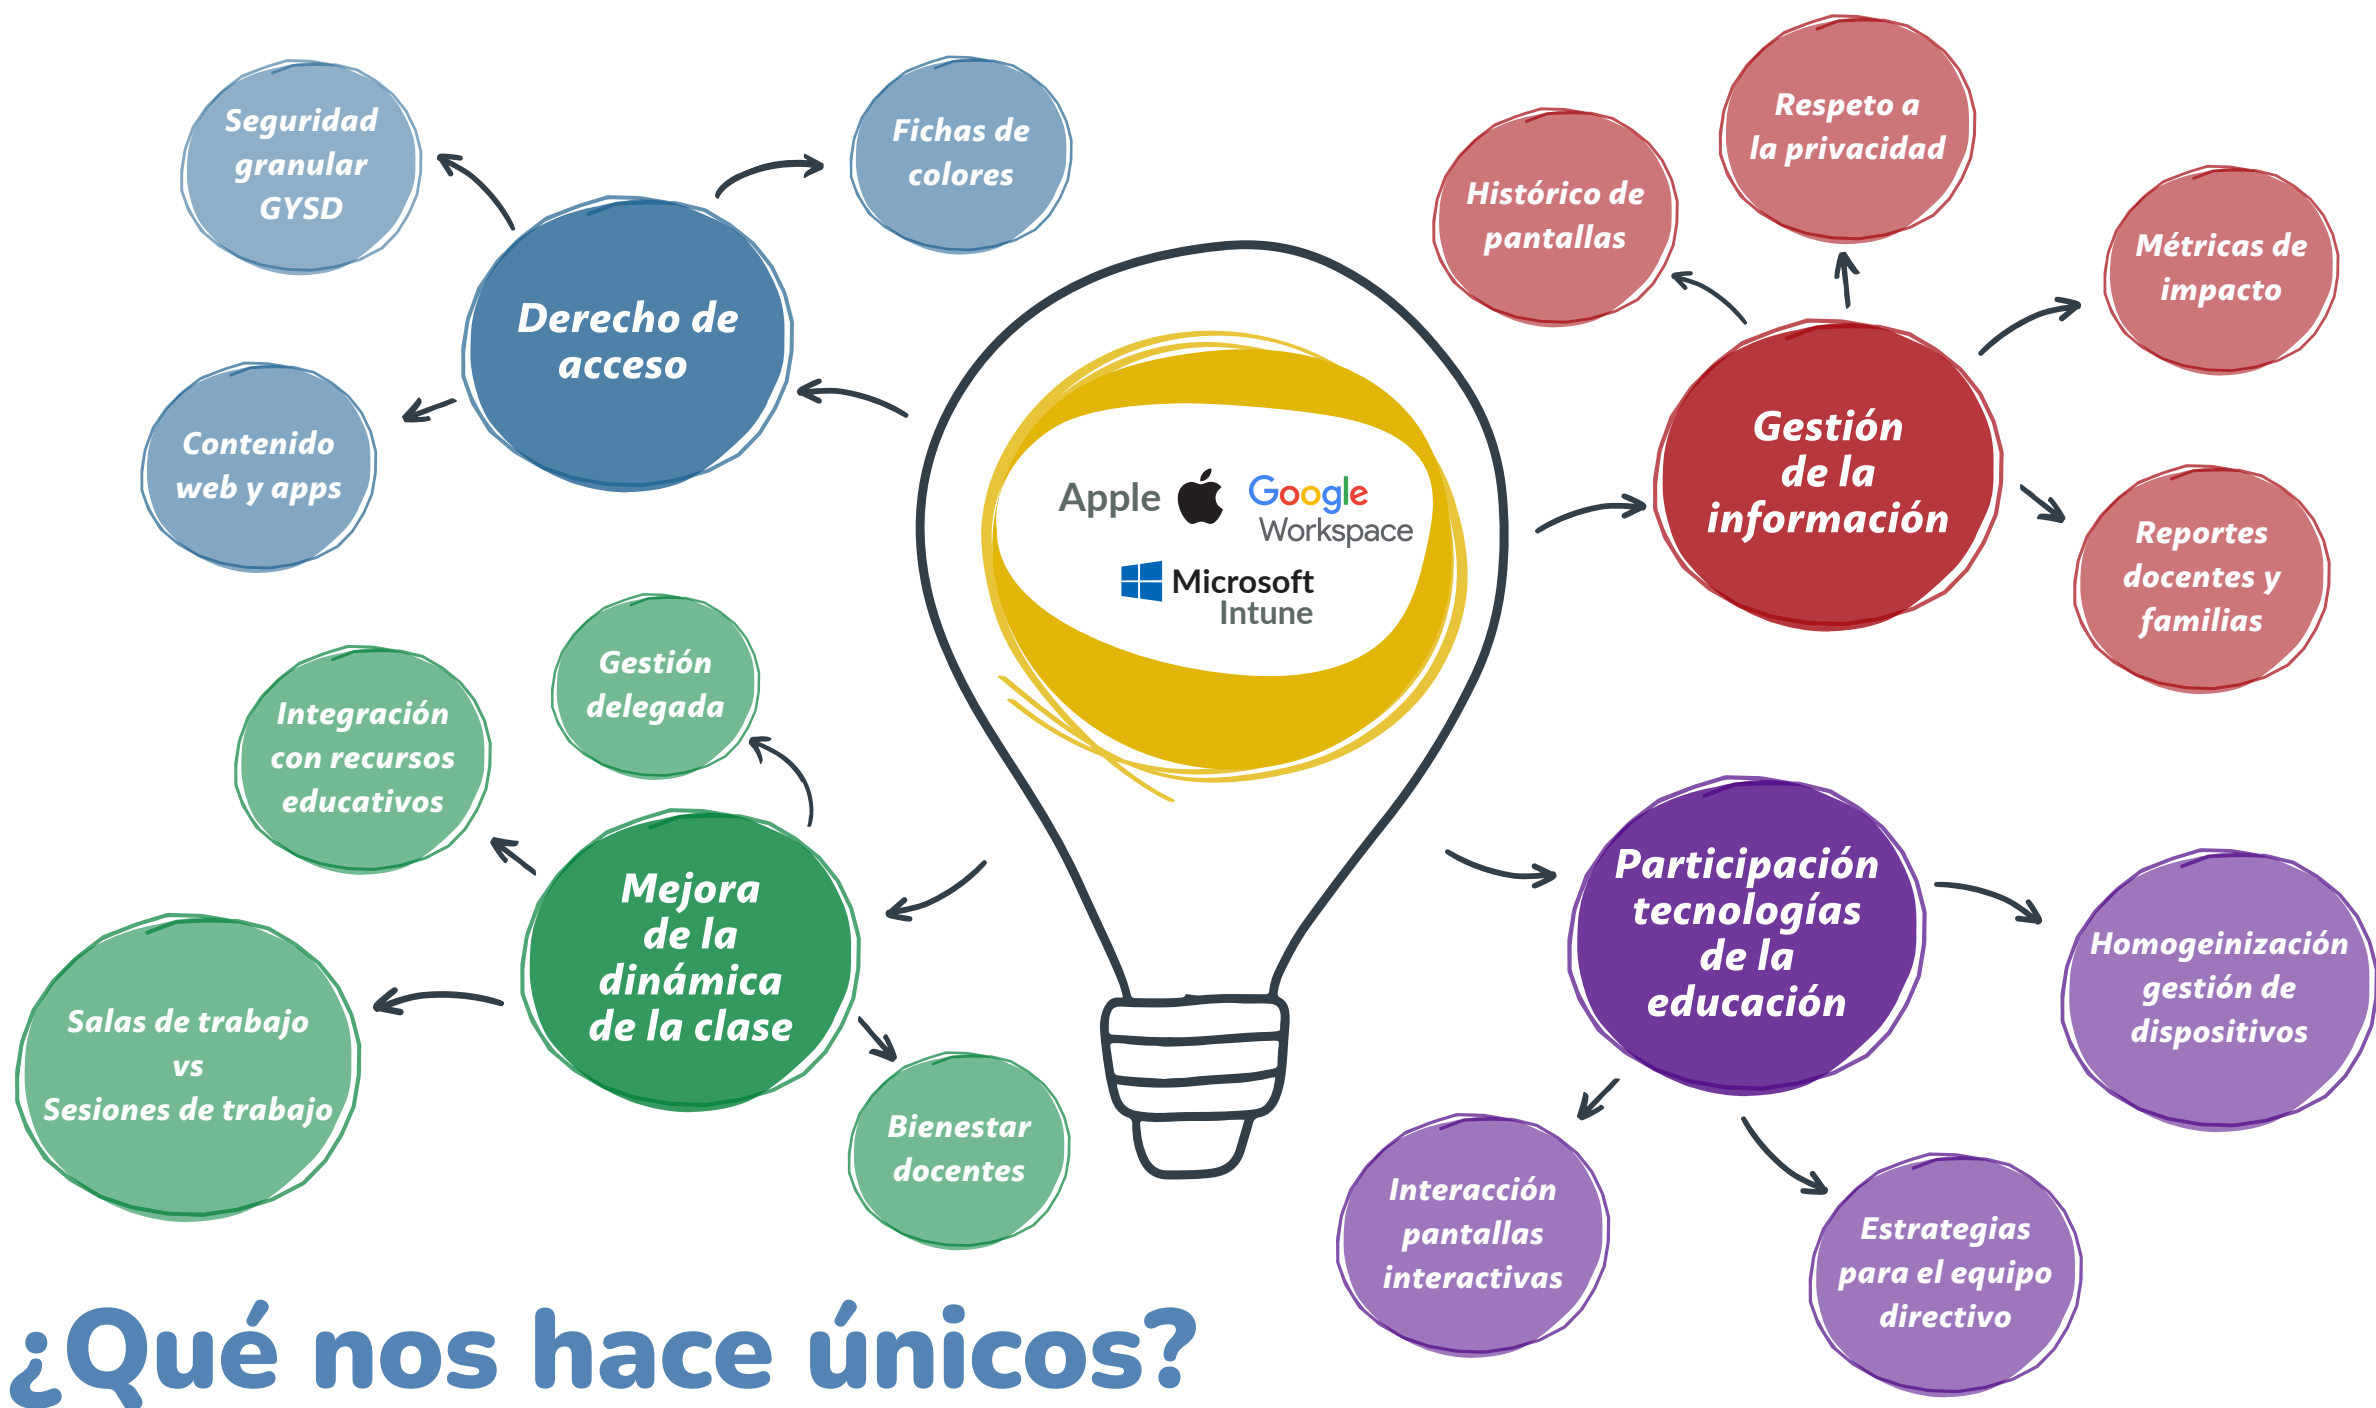 Seguridad
granular
GYSD
Fichas de
colores
Derecho de
acceso
Contenido
web y apps
Histórico de
pantallas
Respeto a
la privacidad
Métricas de
impacto
Gestión
de la
información
Reportes
docentes y
familias
Apple
Google
Workspace
Microsoft
Intune
Gestión
delegada
Integración
con recursos
educativos
Mejora
de la
dinámica
de la clase
Salas de trabajo
vs
Sesiones de trabajo
Bienestar
docentes
Participación
tecnologías
de la
educación
Homogeinización
gestión de
dispositivos
Interacción
pantallas
interactivas
Estrategias
para el equipo
directivo
¿Qué nos hace únicos?